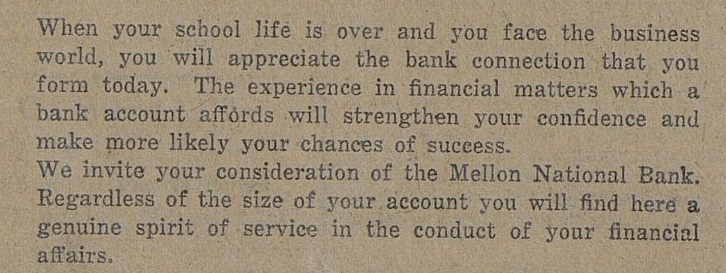 When your school life is over and you face the business
world, you will appreciate the bank connection that you
form today. The experience in financial matters which a
bank account affords will strengthen your confidence and
make more likely your chances of success.
We invite your consideration of the Mellon National Bank.
Regardless of the size of your account you will find here a
genuine spirit of service in the conduct of your financial
affairs.